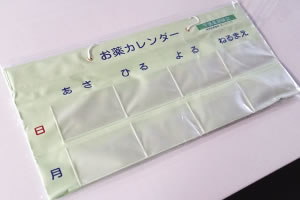 お薬カレンダー
あさ ひる よる ねるまえ
日
月